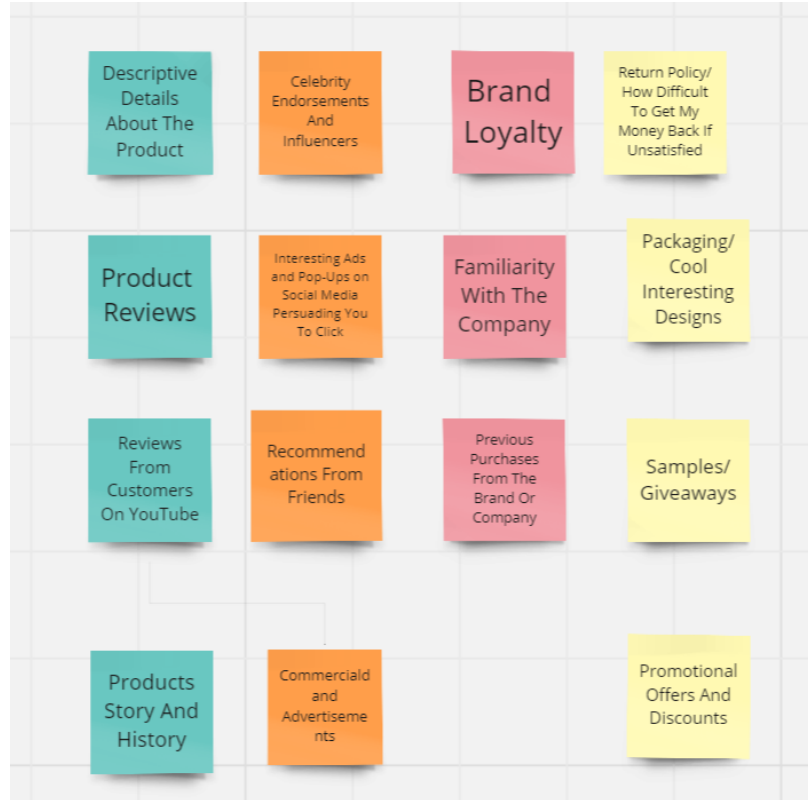 Descriptive
Details
About The
Product
Celebrity
Endorsements
And
Influencers
Brand
Loyalty
Return Policy/
How Difficult
To Get My
Money Back If
Unsatisfied
Product
Reviews
Interesting Ads
and Pop-Ups on
Social Media
Persuading You
To Click
Familiarity
With The
Company
Packaging/
Cool
Interesting
Designs
Reviews
From
Customers
On YouTube
Recommend
ations From
Friends
Previous
Purchases
From The
Brand Or
Company
Samples/
Giveaways
Products
Story And
History
Commerciald
and
Advertiseme
nts
Promotional
Offers And
Discounts